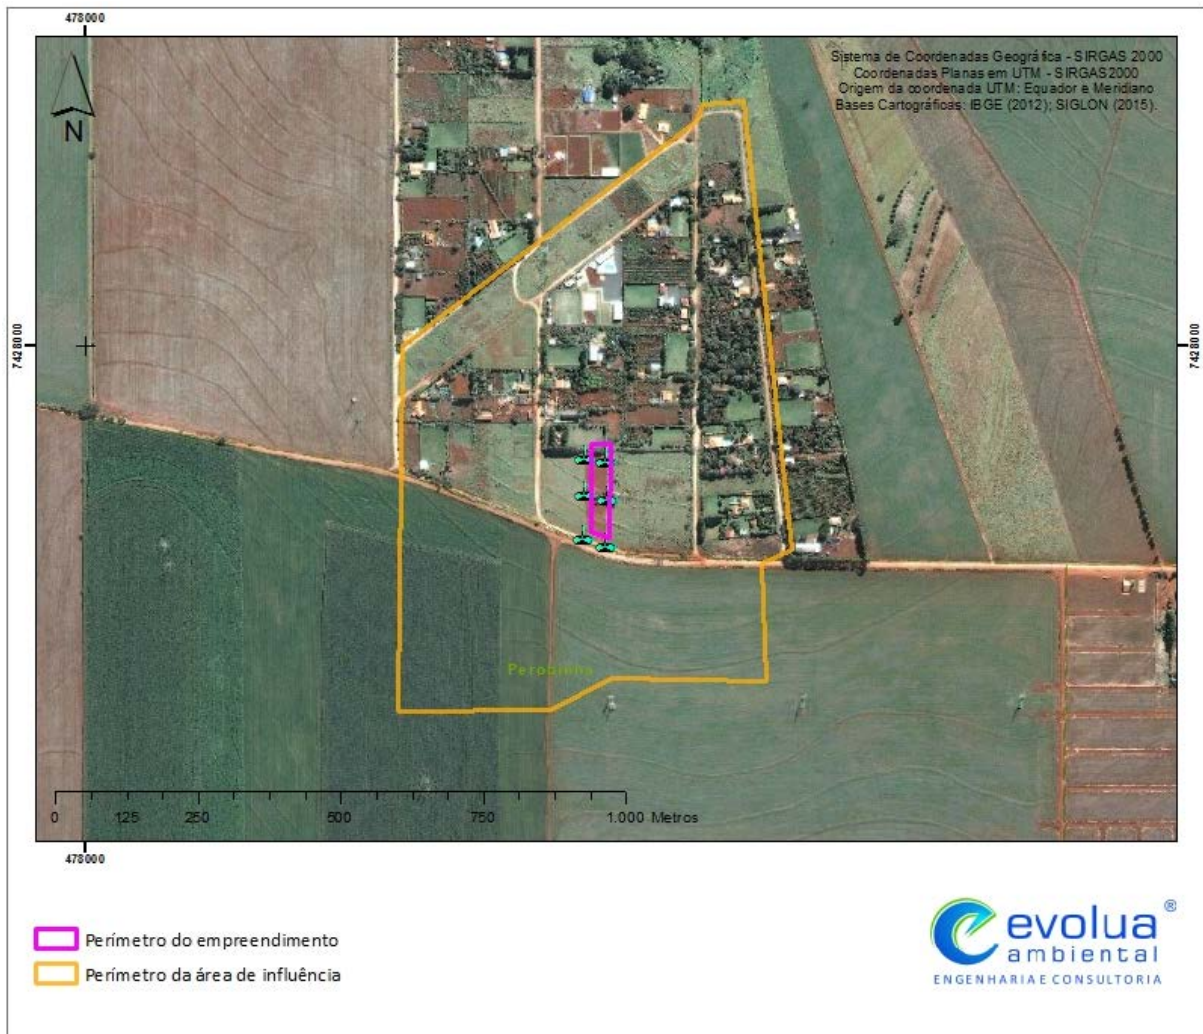 478000
Sistema de Coordenadas Geográfica - SIRGAS 2000
Coordenadas Planas em UTM - SIRGAS2000
Origem da coordenada UTM: Equador e Meridiano
Bases Cartográficas: IBGE (2012); SIGLON (2015).
N
7428000
7428000
Perobinha
0 125 250 500 750 1.000 Metros
478000
Perímetro do empreendimento
Perímetro da área de influência
evolua ®
ambiental
ENGENHARIA E CONSULTORIA